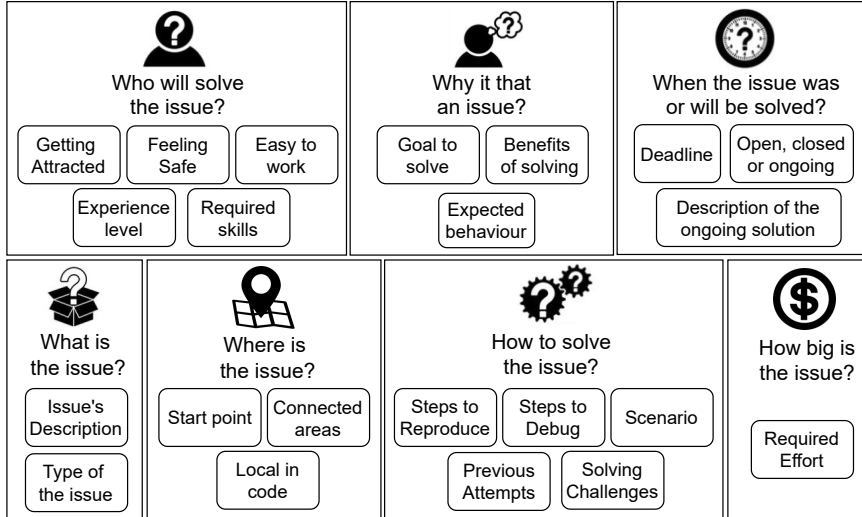 Who will solve
the issue?
Getting
Attracted
Feeling
Safe
Easy to
work
Experience
level
Required
skills
Why it that
an issue?
Goal to
solve
Benefits
of solving
Expected
behaviour
When the issue was
or will be solved?
Deadline
Open, closed
or ongoing
Description of the
ongoing solution
What is
the issue?
Issue's
Description
Type of
the issue
Where is
the issue?
Start point
Connected
areas
Local in
code
How to solve
the issue?
Steps to
Reproduce
Steps to
Debug
Scenario
Previous
Attempts
Solving
Challenges
How big is
the issue?
Required
Effort